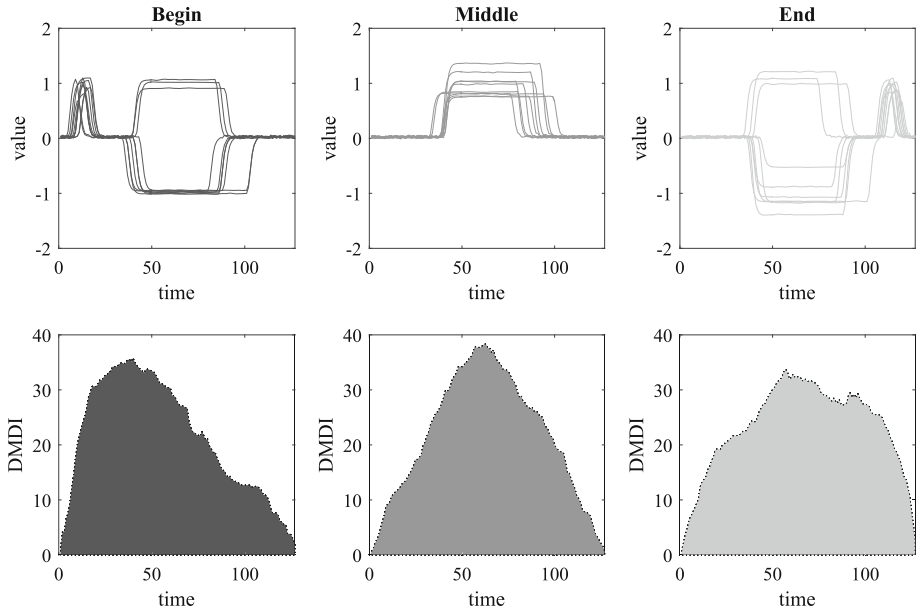 Begin Middle End
2 2 2
1 1 1
value 0 value 0 value 0
-1 -1 -1
-2 -2 -2
0 50 100 0 50 100 0 50 100
time time time
40 40 40
30 30 30
DMDI 20 DMDI 20 DMDI 20
10 10 10
0 0 0
0 50 100 0 50 100 0 50 100
time time time